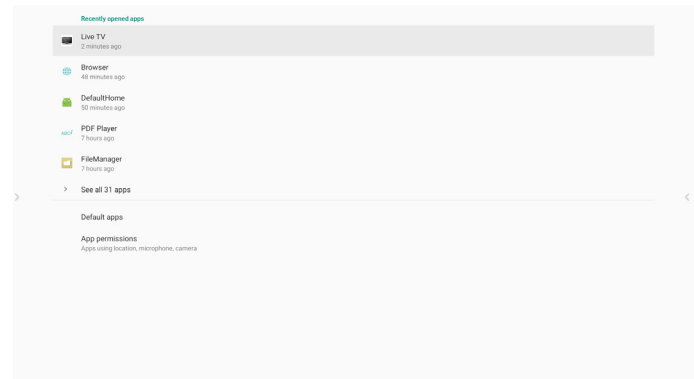 Recently opened apps
Live TV
2 minutes ago
Browser
48 minutes ago
DefaultHome
50 minutes ago
PDF Player
7 hours ago
FileManager
7 hours ago
See all 31 apps
Default apps
App permissions
Apps using location, microphone, camera